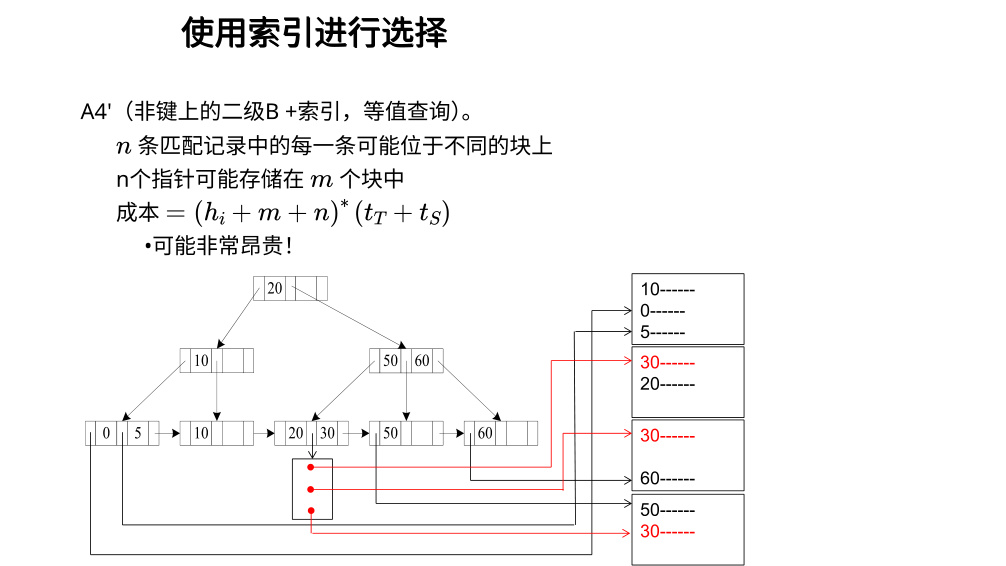 使用索引进行选择
A4'（非键上的二级B +索引，等值查询）。
n 条匹配记录中的每一条可能位于不同的块上
n个指针可能存储在 m 个块中
成本 = (hᵢ + m + n)* (t_T + t_S)
•可能非常昂贵！
20
10
50 60
0 5
10
20 30
50
60
10------
0------
5------
30------
20------
30------
60------
50------
30------